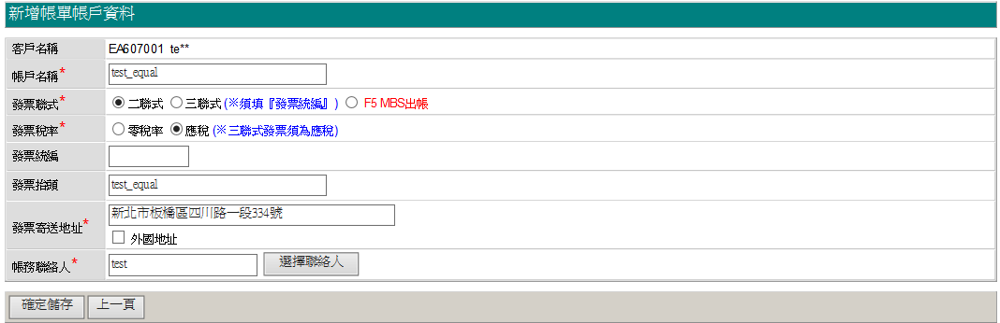 新增帳單帳戶資料
客戶名稱 EA607001 te**
帳戶名稱* test_equal
發票聯式* 二聯式 三聯式 (※須填『發票統編』) F5 MBS出帳
發票稅率* 零稅率 應稅 (※三聯式發票須為應稅)
發票統編
發票抬頭 test_equal
發票寄送地址* 新北市板橋區四川路一段334號
外國地址
帳務聯絡人* test 選擇聯絡人
確定儲存 上一頁